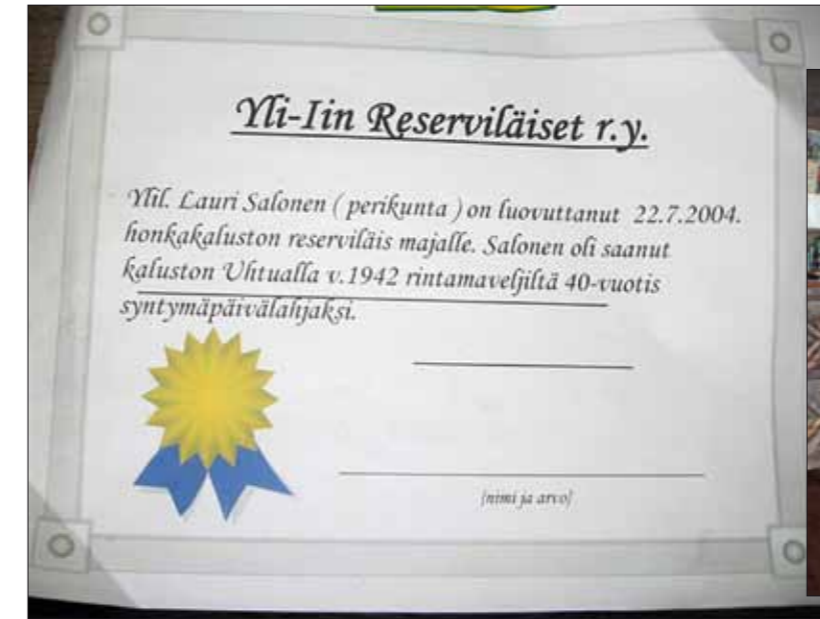 Yli-Iin Reserviläiset r.y.
Ylil. Lauri Salonen ( perikunta ) on luovuttanut 22.7.2004.
honkakaluston reserviläis majalle. Salonen oli saanut
kaluston Uhtualla v.1942 rintamaveljiltä 40-vuotis
syntymäpäivälahjaksi.
[nimi ja arvo]